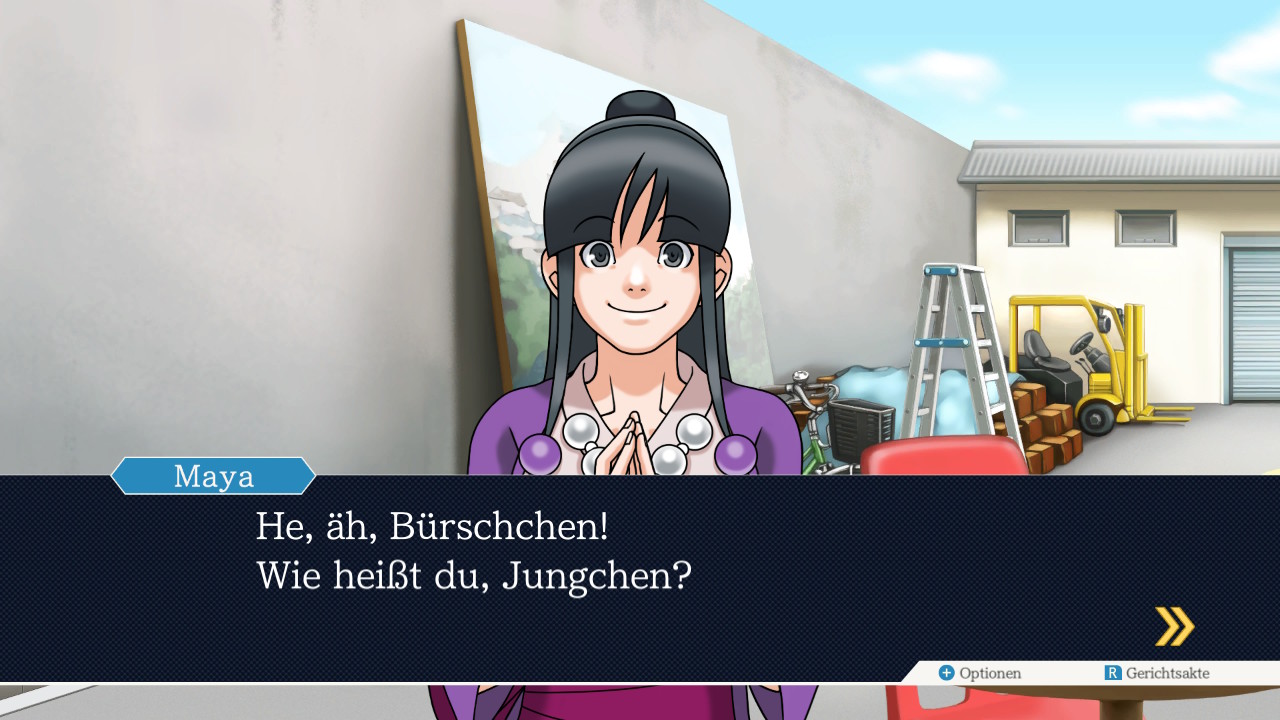 Maya
He, äh, Bürschchen!
Wie heißt du, Jungchen?
+ Optionen
R Gerichtsakte